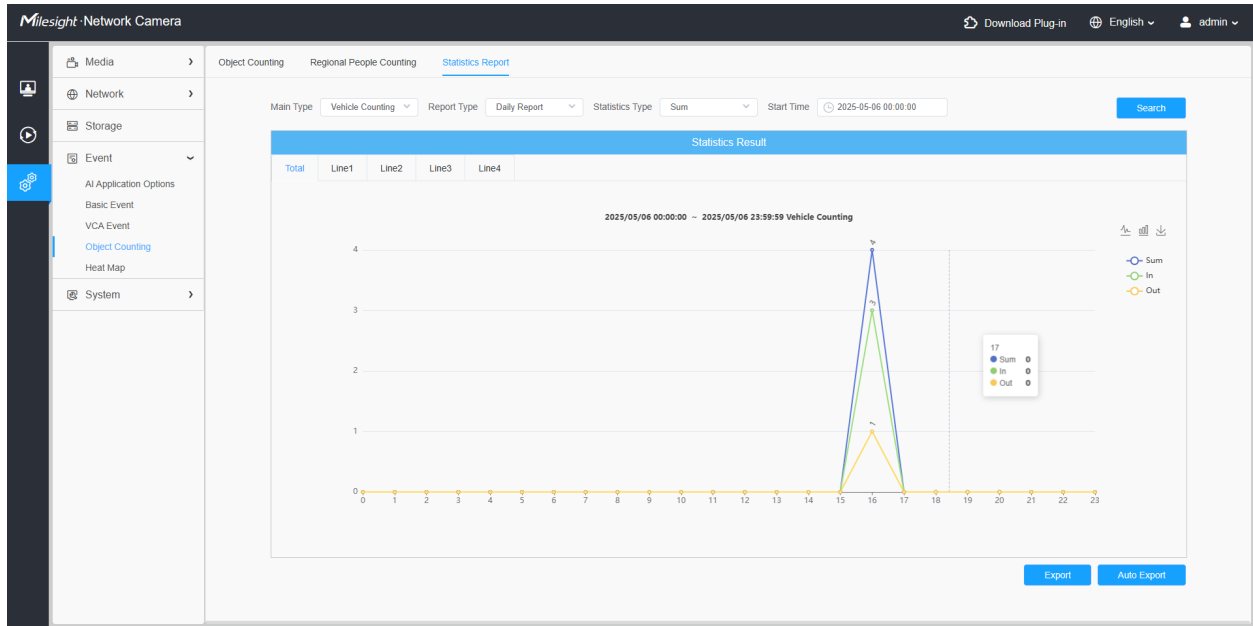 Milesight · Network Camera
Download Plug-in English admin
Media
Network
Storage
Event
AI Application Options
Basic Event
VCA Event
Object Counting
Heat Map
System
Object Counting Regional People Counting Statistics Report
Main Type Vehicle Counting Report Type Daily Report Statistics Type Sum Start Time 2025-05-06 00:00:00 Search
Statistics Result
Total Line1 Line2 Line3 Line4
2025/05/06 00:00:00 ~ 2025/05/06 23:59:59 Vehicle Counting
Sum
In
Out
4
3
2
1
0
4
3
1
17
Sum 0
In 0
Out 0
0 1 2 3 4 5 6 7 8 9 10 11 12 13 14 15 16 17 18 19 20 21 22 23
Export Auto Export